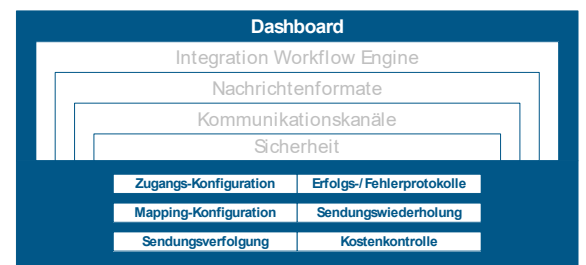 Dashboard
Integration Workflow Engine
Nachrichtenformate
Kommunikationskanäle
Sicherheit
Zugangs-Konfiguration Erfolgs-/Fehlerprotokolle
Mapping-Konfiguration Sendungswiederholung
Sendungsverfolgung Kostenkontrolle